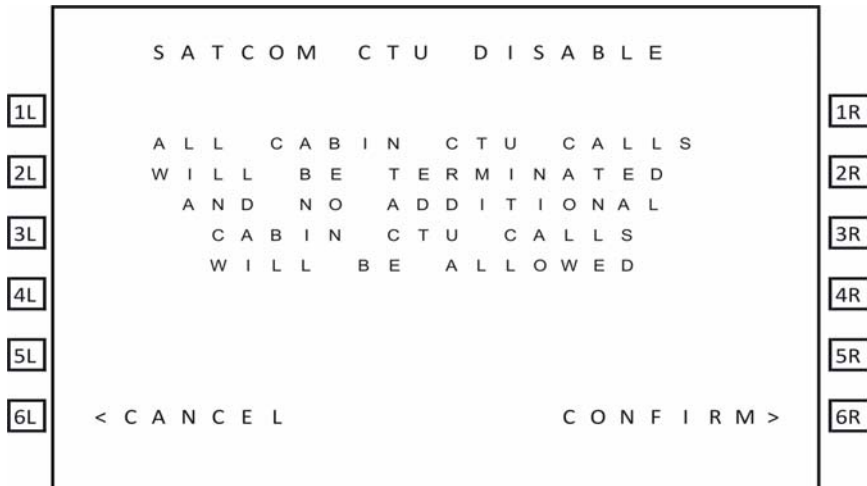 SATCOM CTU DISABLE
1L 1R
ALL CABIN CTU CALLS
2L WILL BE TERMINATED 2R
AND NO ADDITIONAL
3L CABIN CTU CALLS 3R
WILL BE ALLOWED
4L 4R
5L 5R
6L <CANCEL CONFIRM> 6R